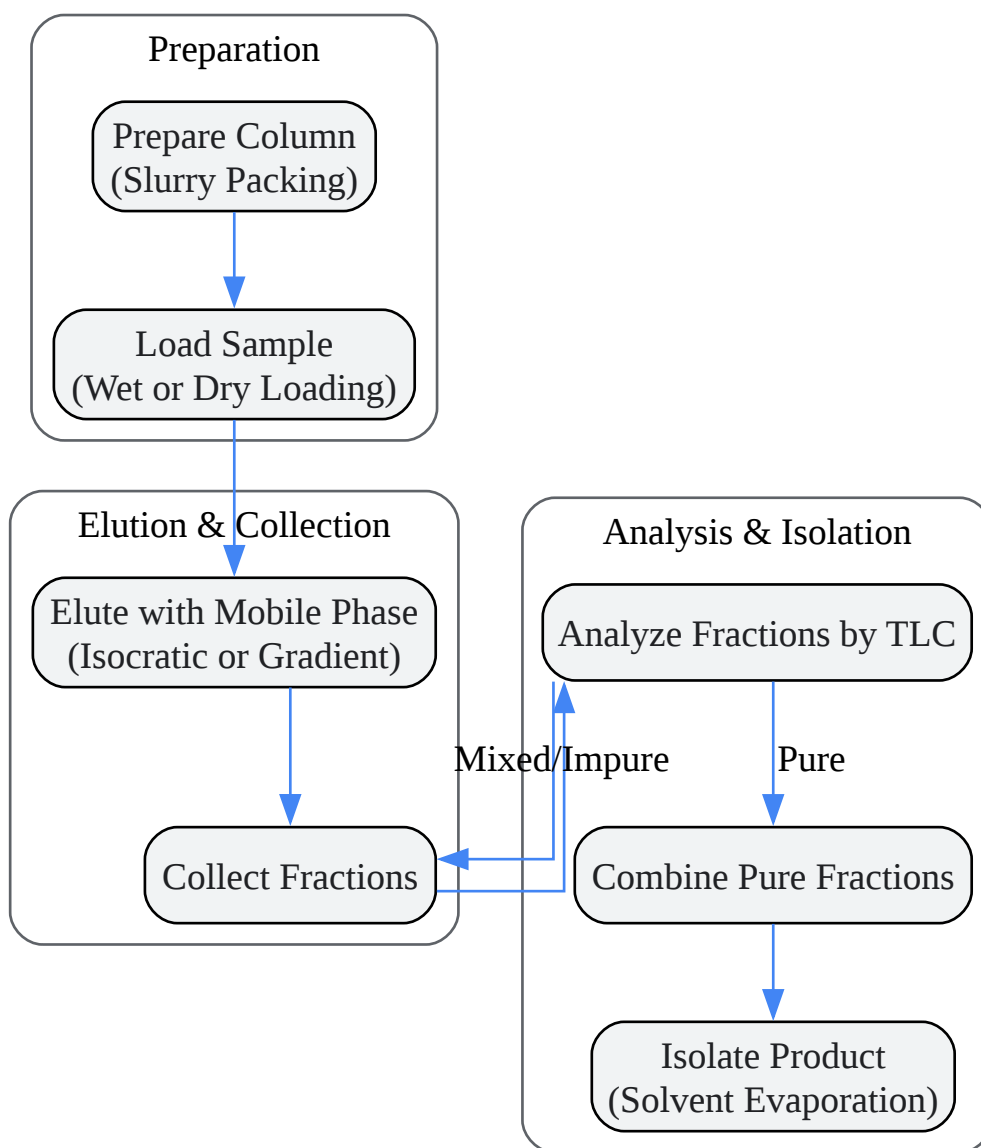 Preparation
Prepare Column
(Slurry Packing)
Load Sample
(Wet or Dry Loading)
Elution & Collection
Elute with Mobile Phase
(Isocratic or Gradient)
Collect Fractions
Mixed/Impure
Analysis & Isolation
Analyze Fractions by TLC
Pure
Combine Pure Fractions
Isolate Product
(Solvent Evaporation)